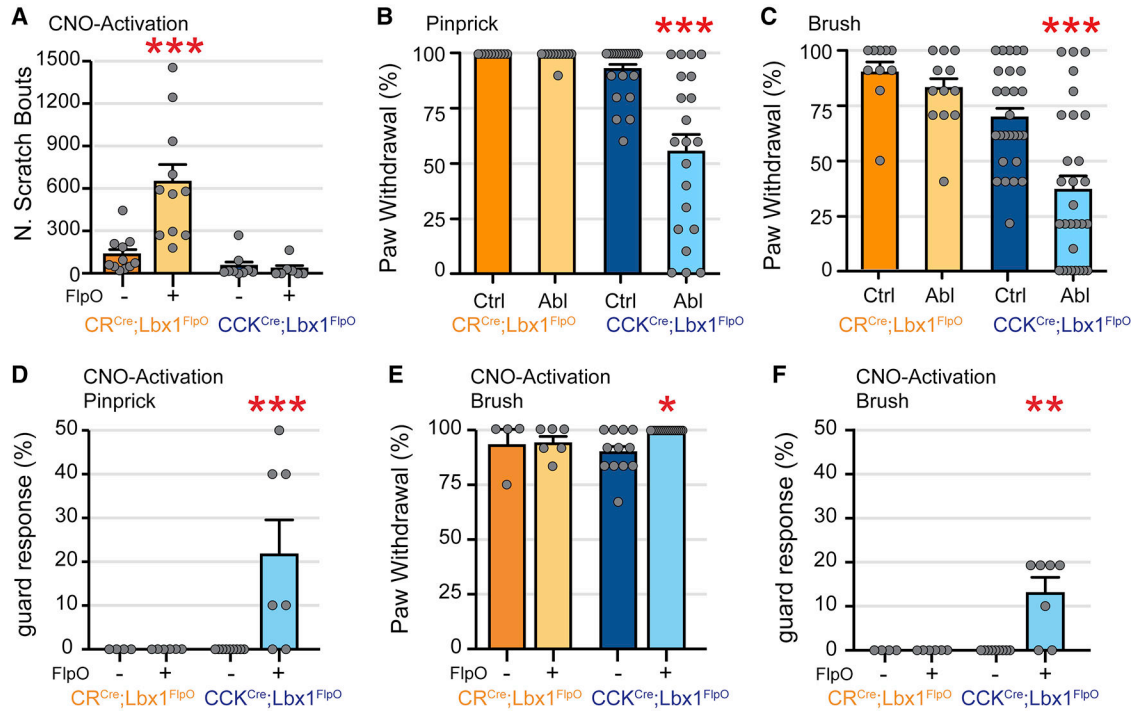 A
CNO-Activation
***
N. Scratch Bouts
1500
1200
900
600
300
0
FlpO - + - +
CR^Cre;Lbx1^FlpO CCK^Cre;Lbx1^FlpO
B
Pinprick
***
Paw Withdrawal (%)
100
75
50
25
0
Ctrl Abl Ctrl Abl
CR^Cre;Lbx1^FlpO CCK^Cre;Lbx1^FlpO
C
Brush
***
Paw Withdrawal (%)
100
75
50
25
0
Ctrl Abl Ctrl Abl
CR^Cre;Lbx1^FlpO CCK^Cre;Lbx1^FlpO
D
CNO-Activation
Pinprick
***
guard response (%)
50
40
30
20
10
0
FlpO - + - +
CR^Cre;Lbx1^FlpO CCK^Cre;Lbx1^FlpO
E
CNO-Activation
Brush
*
Paw Withdrawal (%)
100
75
50
25
0
FlpO - + - +
CR^Cre;Lbx1^FlpO CCK^Cre;Lbx1^FlpO
F
CNO-Activation
Brush
**
guard response (%)
50
40
30
20
10
0
FlpO - + - +
CR^Cre;Lbx1^FlpO CCK^Cre;Lbx1^FlpO